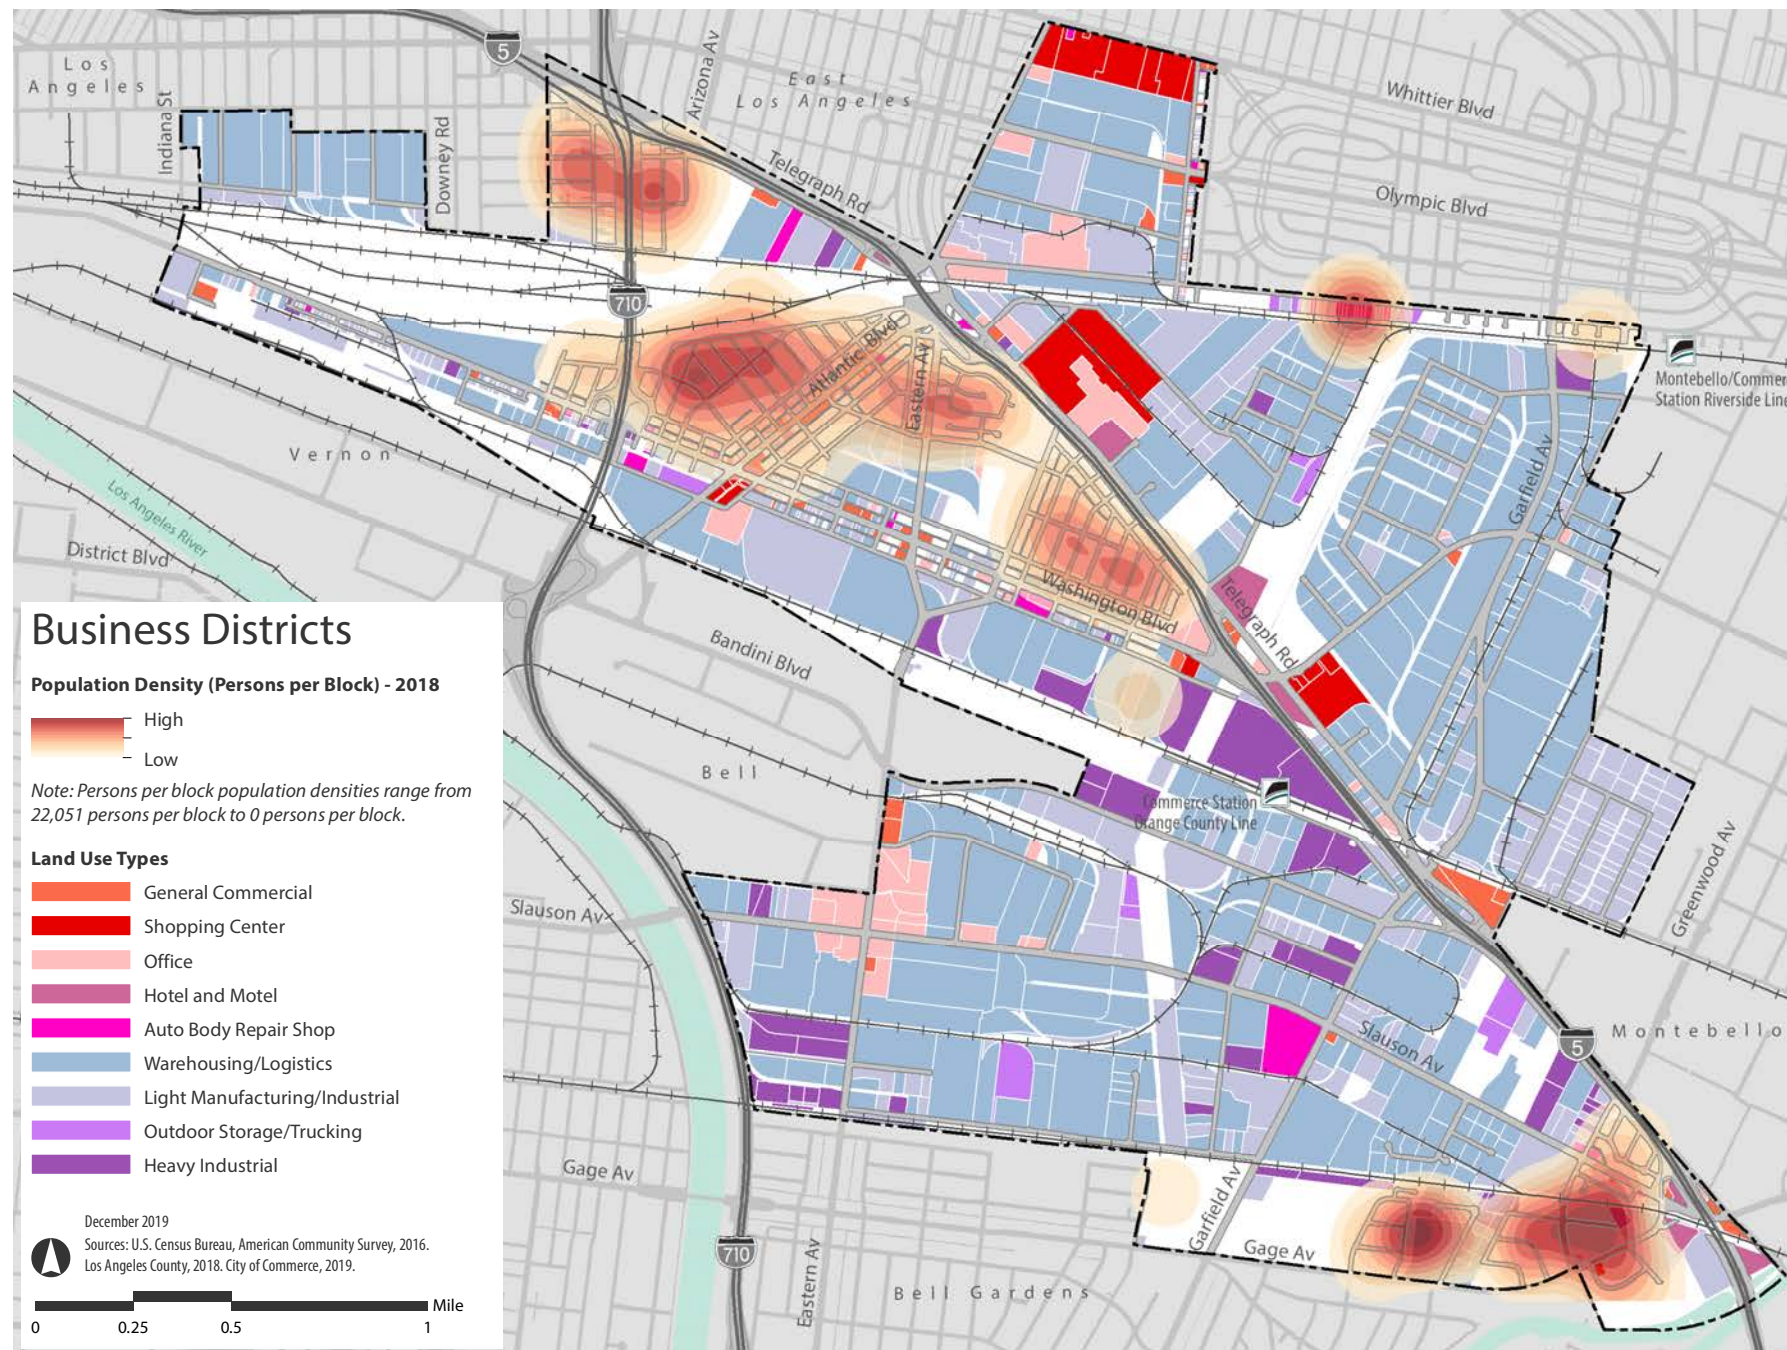 Los
Angeles
Indiana St
Downey Rd
5
Arizona Av
East
Los Angeles
Telegraph Rd
Whittier Blvd
Olympic Blvd
710
Atlantic Blvd
Eastern Av
Vernon
Los Angeles River
District Blvd
Garfield Av
Station Riverside Line
Washington Blvd
Telegraph Rd
Bandini Blvd
Bell
Commerce Station
Orange County Line
Greenwood Av
Slauson Av
Slauson Av
5
Montebello
Gage Av
Garfield Av
Gage Av
710
Eastern Av
Bell Gardens
Business Districts
Population Density (Persons per Block) - 2018
High
Low
Note: Persons per block population densities range from
22,051 persons per block to 0 persons per block.
Land Use Types
General Commercial
Shopping Center
Office
Hotel and Motel
Auto Body Repair Shop
Warehousing/Logistics
Light Manufacturing/Industrial
Outdoor Storage/Trucking
Heavy Industrial
December 2019
Sources: U.S. Census Bureau, American Community Survey, 2016.
Los Angeles County, 2018. City of Commerce, 2019.
Mile
0 0.25 0.5 1